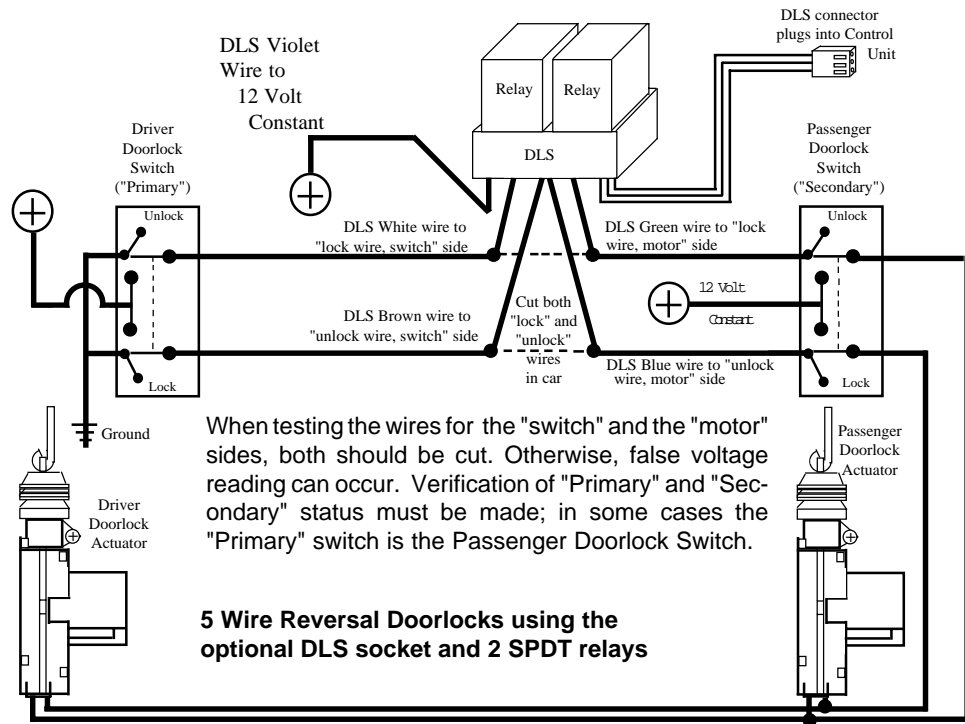 DLS connector
plugs into Control
Unit
DLS Violet
Wire to
12 Volt
Constant
Relay
Relay
DLS
Driver
Doorlock
Switch
("Primary")
Passenger
Doorlock
Switch
("Secondary")
Unlock
Unlock
DLS White wire to
"lock wire, switch" side
DLS Green wire to "lock
wire, motor" side
12 Volt
Constant
Cut both
"lock" and
"unlock"
wires
in car
DLS Brown wire to
"unlock wire, switch" side
DLS Blue wire to "unlock
wire, motor" side
Lock
Lock
Ground
When testing the wires for the "switch" and the "motor"
sides, both should be cut. Otherwise, false voltage
reading can occur. Verification of "Primary" and "Sec-
ondary" status must be made; in some cases the
"Primary" switch is the Passenger Doorlock Switch.
Passenger
Doorlock
Actuator
Driver
Doorlock
Actuator
5 Wire Reversal Doorlocks using the
optional DLS socket and 2 SPDT relays